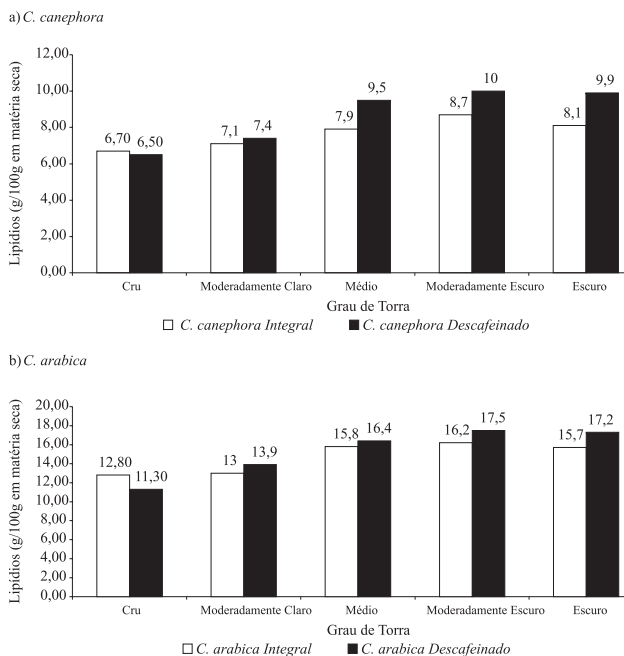 a) C. canephora
Lipídios (g/100g em matéria seca)
12,00
10,00
8,00
6,00
4,00
2,00
0,00
6,70 6,50
7,1 7,4
7,9 9,5
8,7 10
8,1 9,9
Cru Moderadamente Claro Médio Moderadamente Escuro Escuro
Grau de Torra
C. canephora Integral C. canephora Descafeinado
b) C. arabica
Lipídios (g/100g em matéria seca)
20,00
18,00
16,00
14,00
12,00
10,00
8,00
6,00
4,00
2,00
0,00
12,80 11,30
13 13,9
15,8 16,4
16,2 17,5
15,7 17,2
Cru Moderadamente Claro Médio Moderadamente Escuro Escuro
Grau de Torra
C. arabica Integral C. arabica Descafeinado